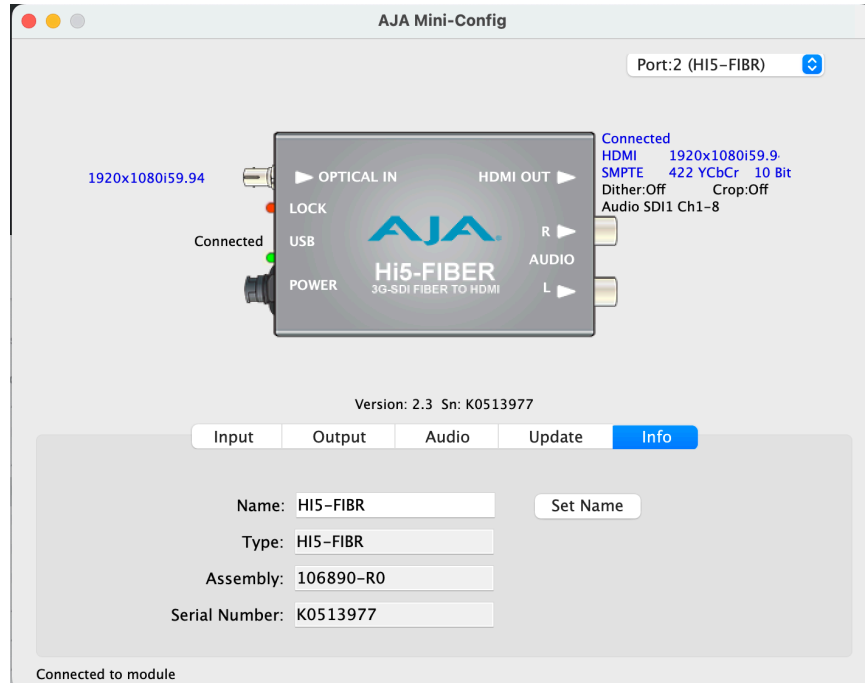 AJA Mini-Config
Port:2 (HI5-FIBR)
Connected
HDMI 1920x1080i59.9
SMPTE 422 YCbCr 10 Bit
Dither:Off Crop:Off
Audio SDI1 Ch1-8
1920x1080i59.94
OPTICAL IN HDMI OUT
LOCK
Connected
USB
AJA
R
AUDIO
POWER
Hi5-FIBER
3G-SDI FIBER TO HDMI
L
Version: 2.3 Sn: K0513977
Input Output Audio Update Info
Name: HI5-FIBR Set Name
Type: HI5-FIBR
Assembly: 106890-R0
Serial Number: K0513977
Connected to module